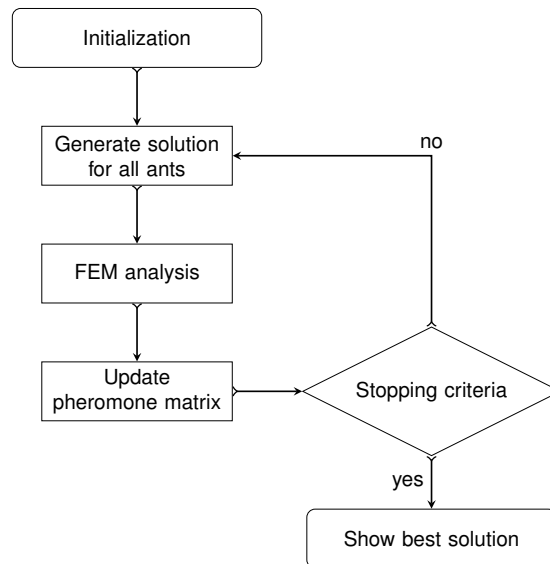 Initialization
Generate solution
for all ants
no
FEM analysis
Update
pheromone matrix
Stopping criteria
yes
Show best solution